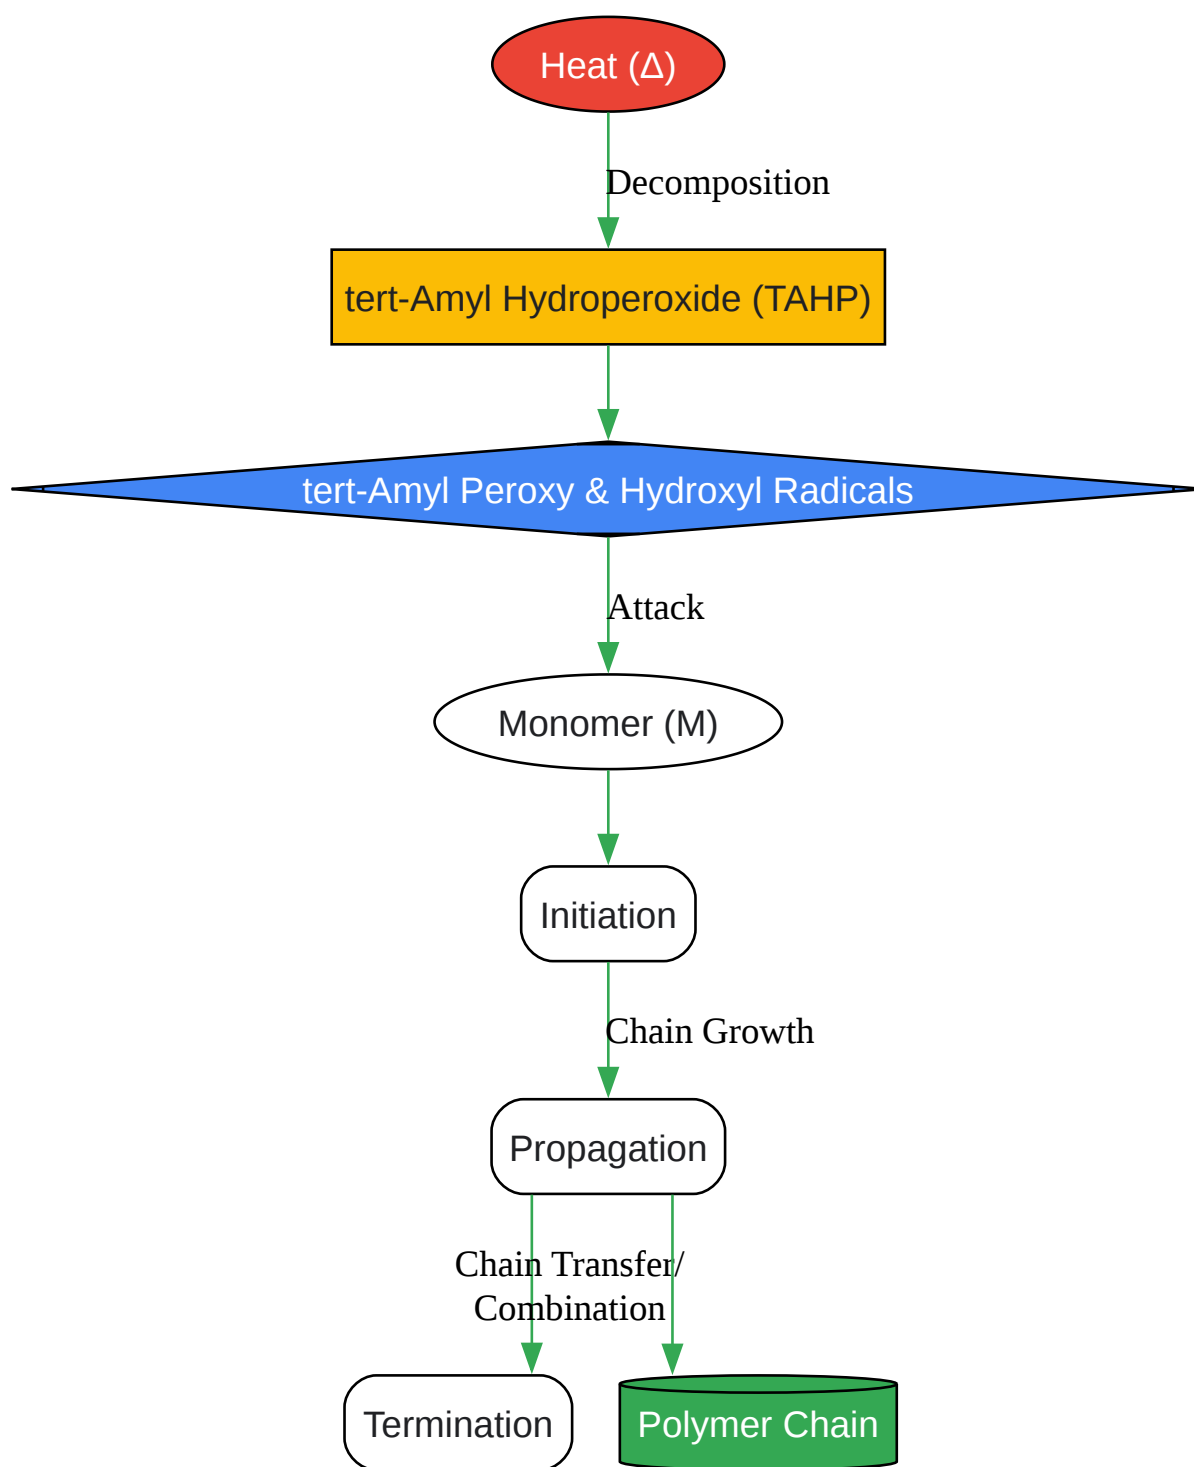 Heat (Δ)
Decomposition
tert-Amyl Hydroperoxide (TAHP)
tert-Amyl Peroxy & Hydroxyl Radicals
Attack
Monomer (M)
Initiation
Chain Growth
Propagation
Chain Transfer/
Combination
Termination
Polymer Chain